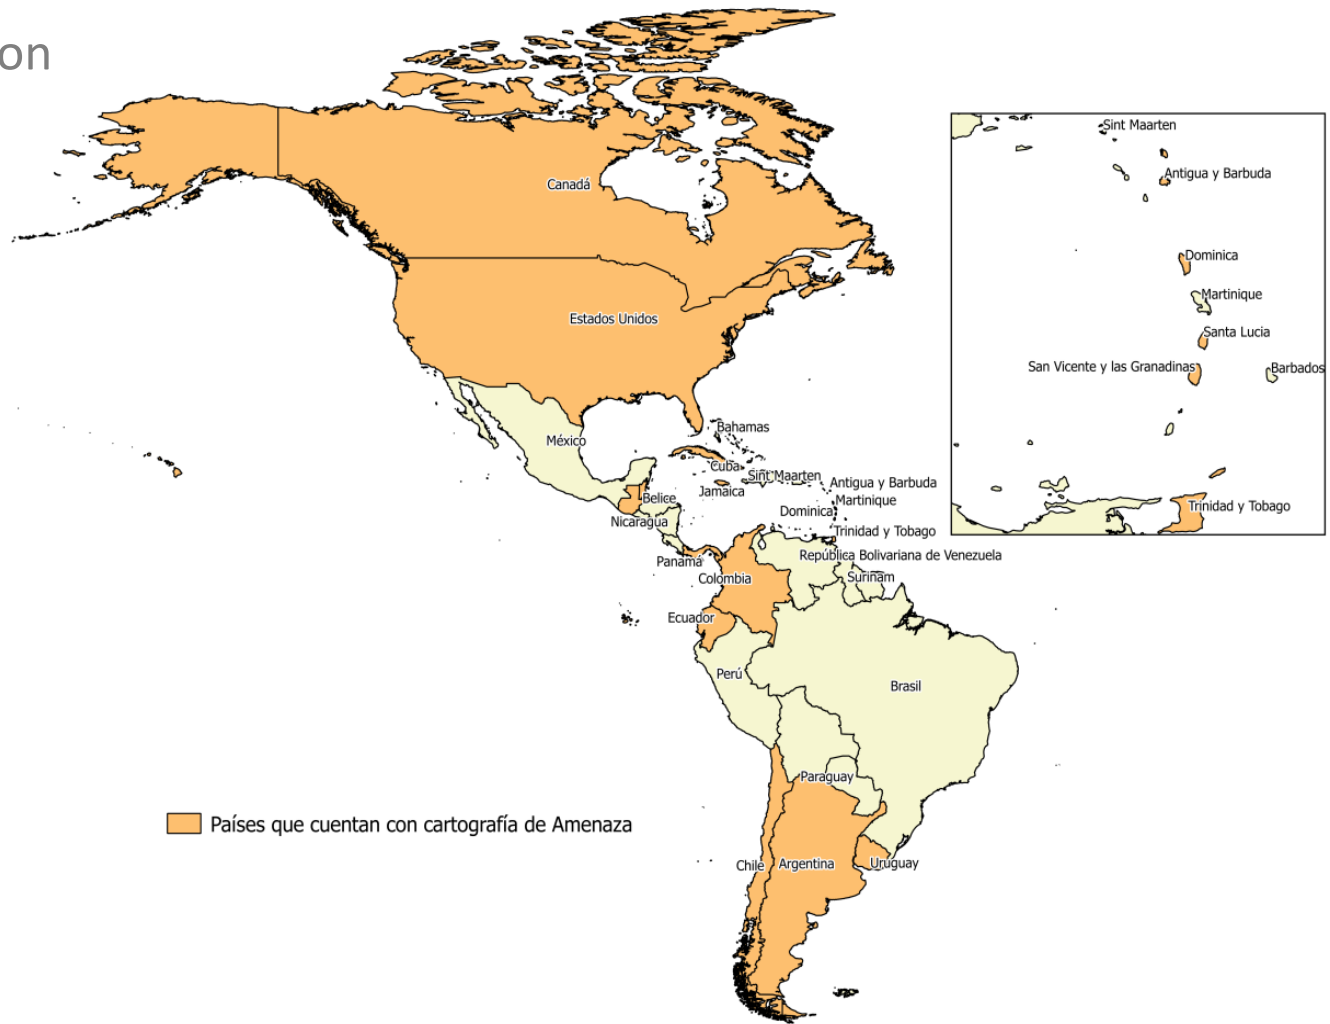 on
Canadá
Estados Unidos
México
Bahamas
Cuba
Sint Maarten
Jamaica
Antigua y Barbuda
Belice
Martinique
Dominica
Nicaragua
Trinidad y Tobago
Panamá
República Bolivariana de Venezuela
Colombia
Surinam
Ecuador
Perú
Brasil
Paraguay
Chile
Argentina
Uruguay
Países que cuentan con cartografía de Amenaza
Sint Maarten
Antigua y Barbuda
Dominica
Martinique
Santa Lucia
San Vicente y las Granadinas
Barbados
Trinidad y Tobago